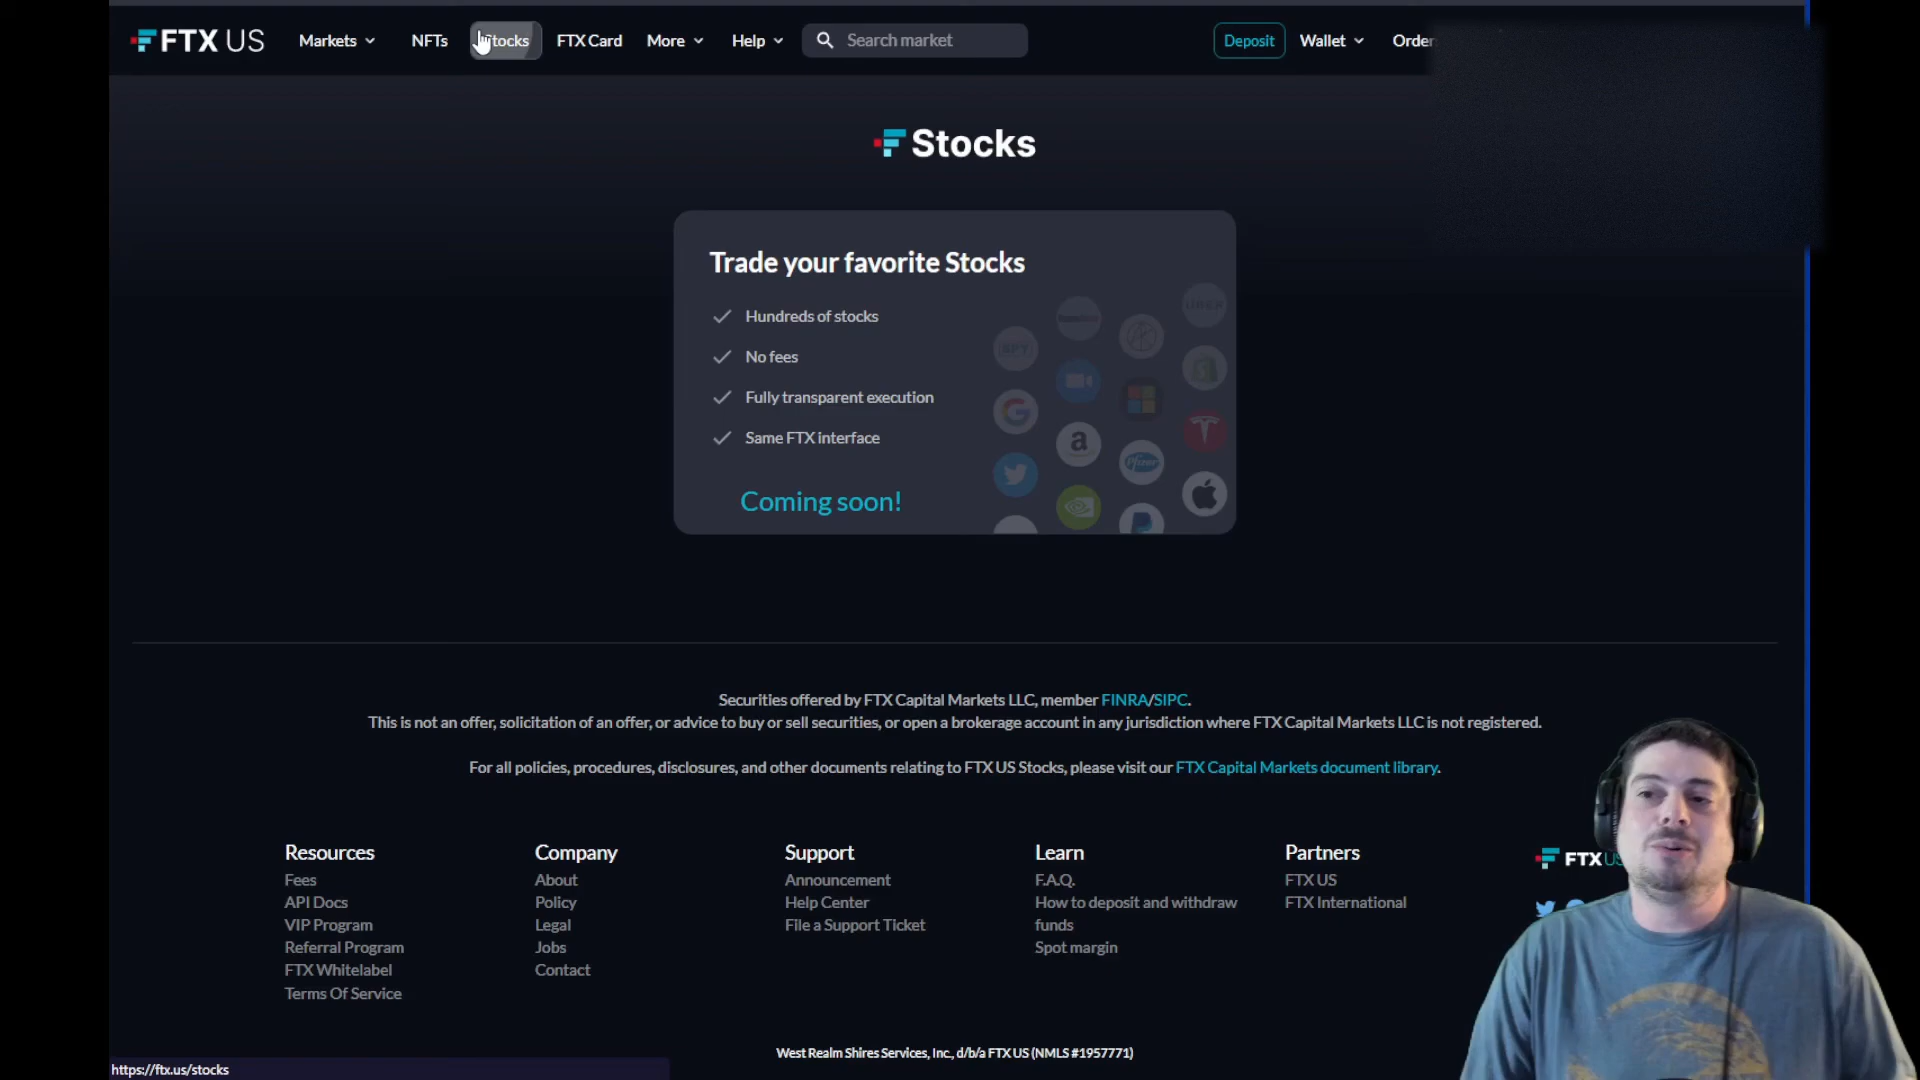 FTX US
Markets
NFTs
Stocks
FTX Card
More
Help
Search market
Deposit
Wallet
Order
Stocks
Trade your favorite Stocks
Hundreds of stocks
No fees
Fully transparent execution
Same FTX interface
Coming soon!
SPY
UBER
a
Pfizer
Securities offered by FTX Capital Markets LLC, member FINRA/SIPC.
This is not an offer, solicitation of an offer, or advice to buy or sell securities, or open a brokerage account in any jurisdiction where FTX Capital Markets LLC is not registered.
For all policies, procedures, disclosures, and other documents relating to FTX US Stocks, please visit our FTX Capital Markets document library.
Resources
Fees
API Docs
VIP Program
Referral Program
FTX Whitelabel
Terms Of Service
Company
About
Policy
Legal
Jobs
Contact
Support
Announcement
Help Center
File a Support Ticket
Learn
F.A.Q.
How to deposit and withdraw
funds
Spot margin
Partners
FTX US
FTX International
FTX US
West Realm Shires Services, Inc., d/b/a FTX US (NMLS #1957771)
https://ftx.us/stocks